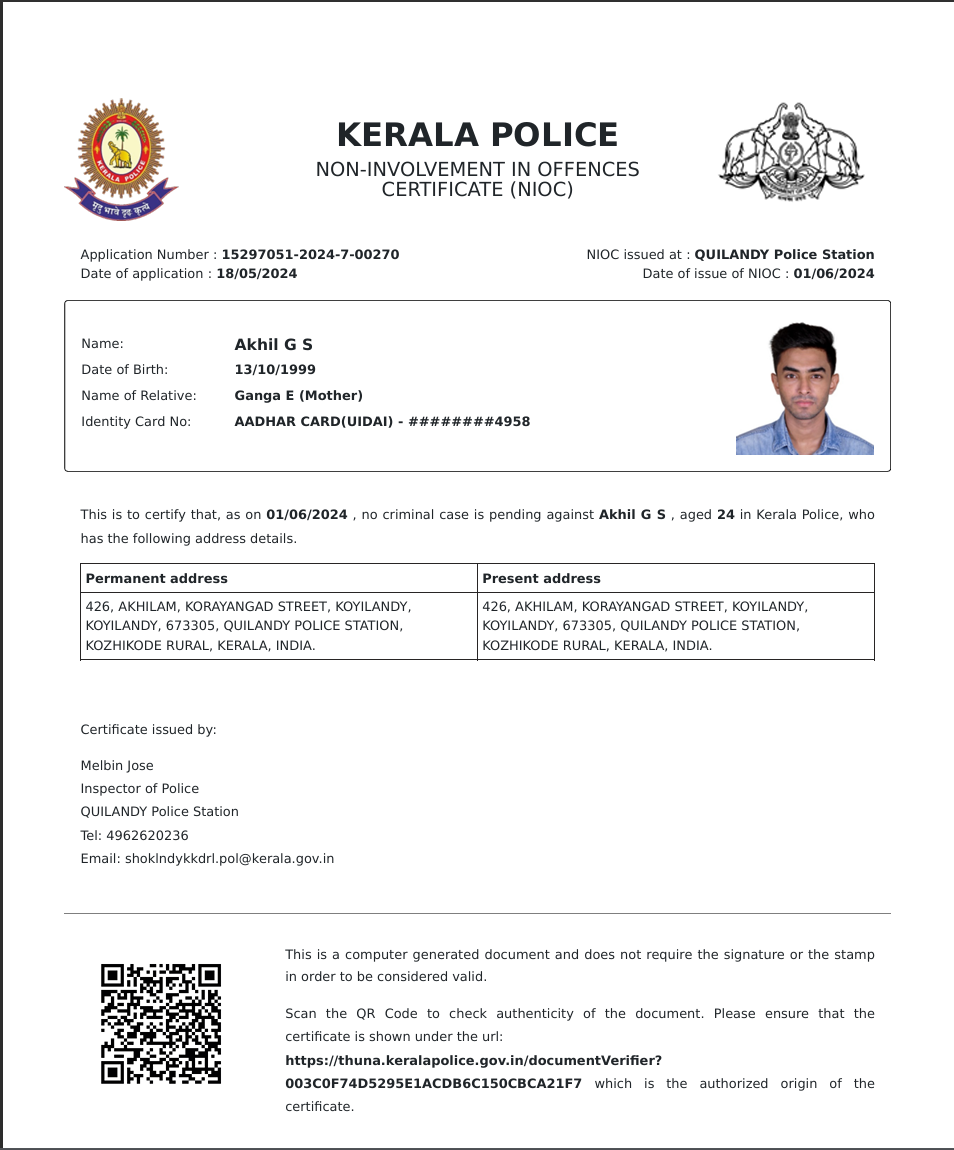 KERALA POLICE
NON-INVOLVEMENT IN OFFENCES
CERTIFICATE (NIOC)
KERALA POLICE
मृदु भावे दृढ कृत्ये
Application Number : 15297051-2024-7-00270
Date of application : 18/05/2024
NIOC issued at : QUILANDY Police Station
Date of issue of NIOC : 01/06/2024
Name: Akhil G S
Date of Birth: 13/10/1999
Name of Relative: Ganga E (Mother)
Identity Card No: AADHAR CARD(UIDAI) - ########4958
This is to certify that, as on 01/06/2024 , no criminal case is pending against Akhil G S , aged 24 in Kerala Police, who
has the following address details.
Permanent address
426, AKHILAM, KORAYANGAD STREET, KOYILANDY,
KOYILANDY, 673305, QUILANDY POLICE STATION,
KOZHIKODE RURAL, KERALA, INDIA.
Present address
426, AKHILAM, KORAYANGAD STREET, KOYILANDY,
KOYILANDY, 673305, QUILANDY POLICE STATION,
KOZHIKODE RURAL, KERALA, INDIA.
Certificate issued by:
Melbin Jose
Inspector of Police
QUILANDY Police Station
Tel: 4962620236
Email: shoklndykkdrl.pol@kerala.gov.in
This is a computer generated document and does not require the signature or the stamp
in order to be considered valid.
Scan the QR Code to check authenticity of the document. Please ensure that the
certificate is shown under the url:
https://thuna.keralapolice.gov.in/documentVerifier?
003C0F74D5295E1ACDB6C150CBCA21F7 which is the authorized origin of the
certificate.